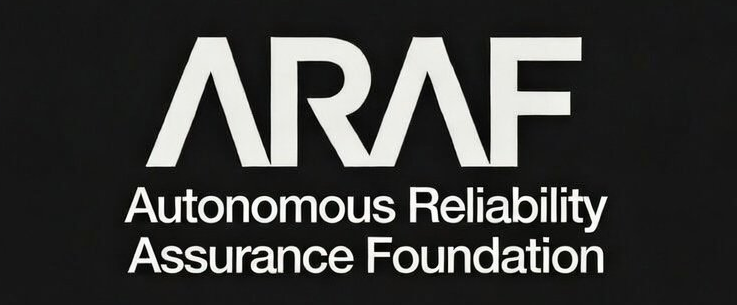 ARAF
Autonomous Reliability
Assurance Foundation